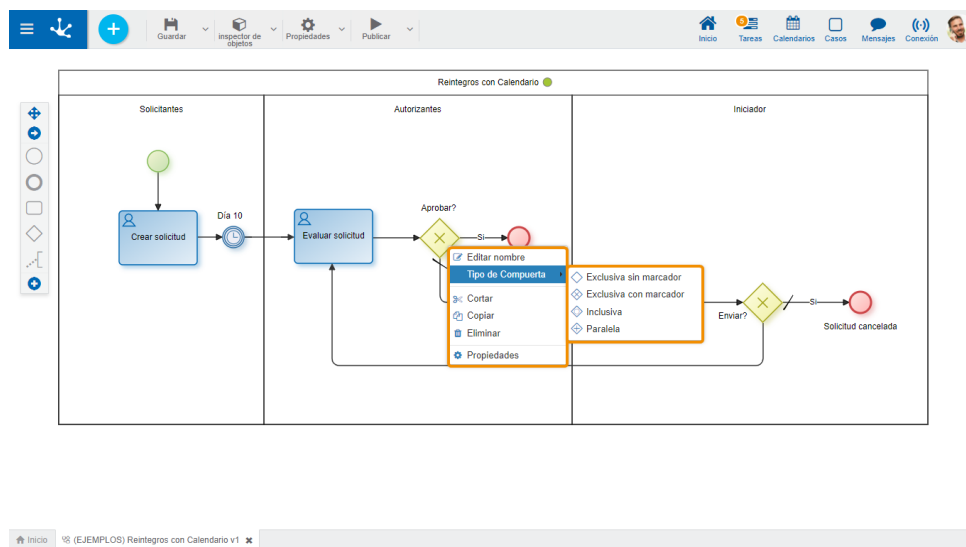 Guardar
inspector de
objetos
Propiedades
Publicar
Inicio
5
Tareas
Calendarios
Casos
Mensajes
Conexión
Reintegros con Calendario
Solicitantes
Autorizantes
Iniciador
Crear solicitud
Día 10
Evaluar solicitud
Aprobar?
Si
Editar nombre
Tipo de Compuerta
Cortar
Copiar
Eliminar
Propiedades
Exclusiva sin marcador
Exclusiva con marcador
Inclusiva
Paralela
Enviar?
Si
Solicitud cancelada
Inicio
(EJEMPLOS) Reintegros con Calendario v1